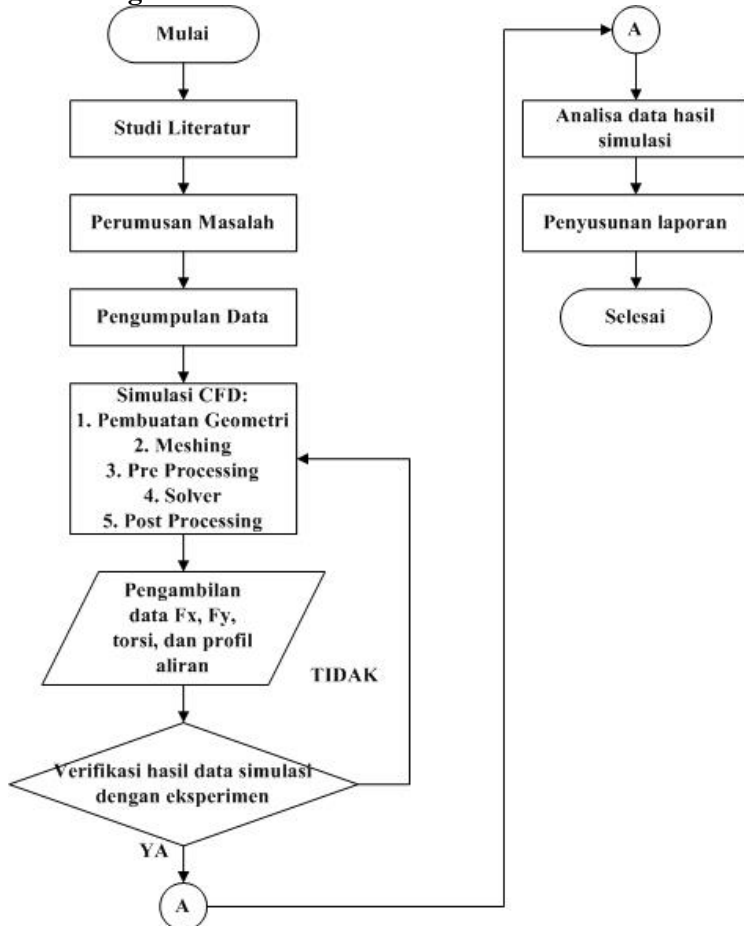 Mulai
Studi Literatur
Perumusan Masalah
Pengumpulan Data
Simulasi CFD:
1. Pembuatan Geometri
2. Meshing
3. Pre Processing
4. Solver
5. Post Processing
Pengambilan
data Fx, Fy,
torsi, dan profil
aliran
TIDAK
Verifikasi hasil data simulasi
dengan eksperimen
YA
A
A
Analisa data hasil
simulasi
Penyusunan laporan
Selesai